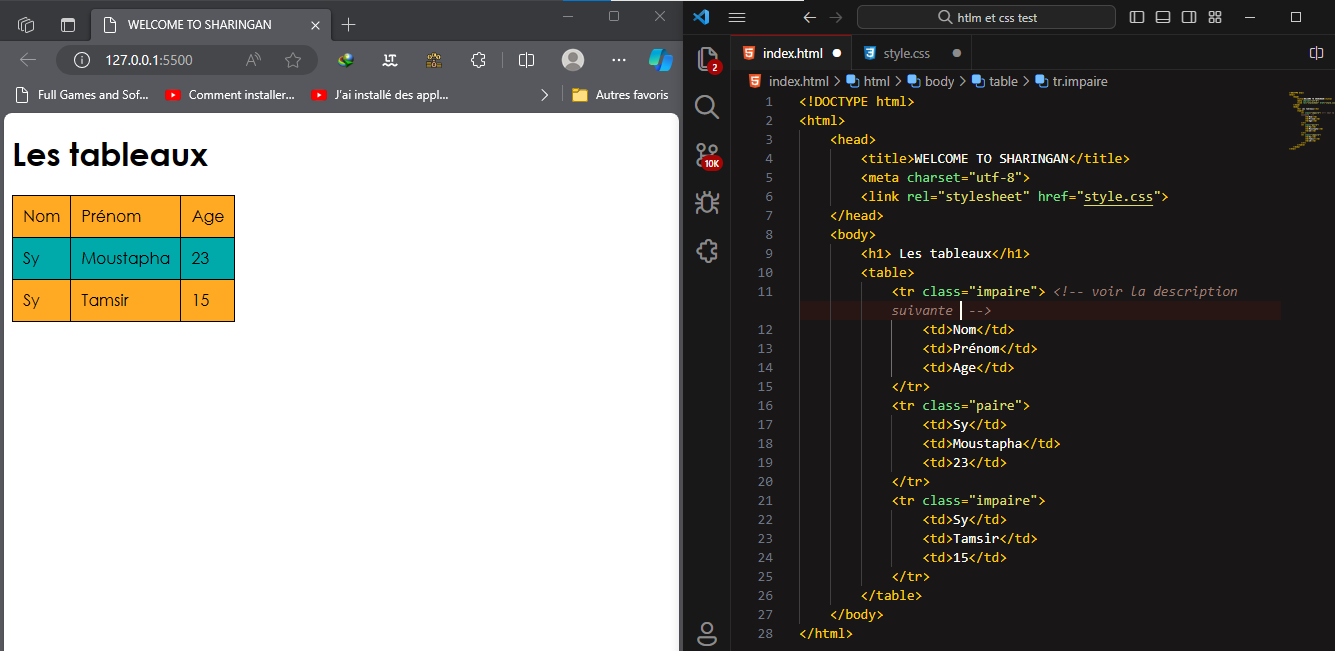 WELCOME TO SHARINGAN
127.0.0.1:5500
Full Games and Sof...
Comment installer...
J'ai installé des appl...
Autres favoris
Les tableaux
Nom Prénom Age
Sy Moustapha 23
Sy Tamsir 15
htlm et css test
index.html
style.css
2
10K
index.html > html > body > table > tr.impaire
1 <!DOCTYPE html>
2 <html>
3 <head>
4 <title>WELCOME TO SHARINGAN</title>
5 <meta charset="utf-8">
6 <link rel="stylesheet" href="style.css">
7 </head>
8 <body>
9 <h1> Les tableaux</h1>
10 <table>
11 <tr class="impaire"> <!-- voir la description
suivante -->
12 <td>Nom</td>
13 <td>Prénom</td>
14 <td>Age</td>
15 </tr>
16 <tr class="paire">
17 <td>Sy</td>
18 <td>Moustapha</td>
19 <td>23</td>
20 </tr>
21 <tr class="impaire">
22 <td>Sy</td>
23 <td>Tamsir</td>
24 <td>15</td>
25 </tr>
26 </table>
27 </body>
28 </html>